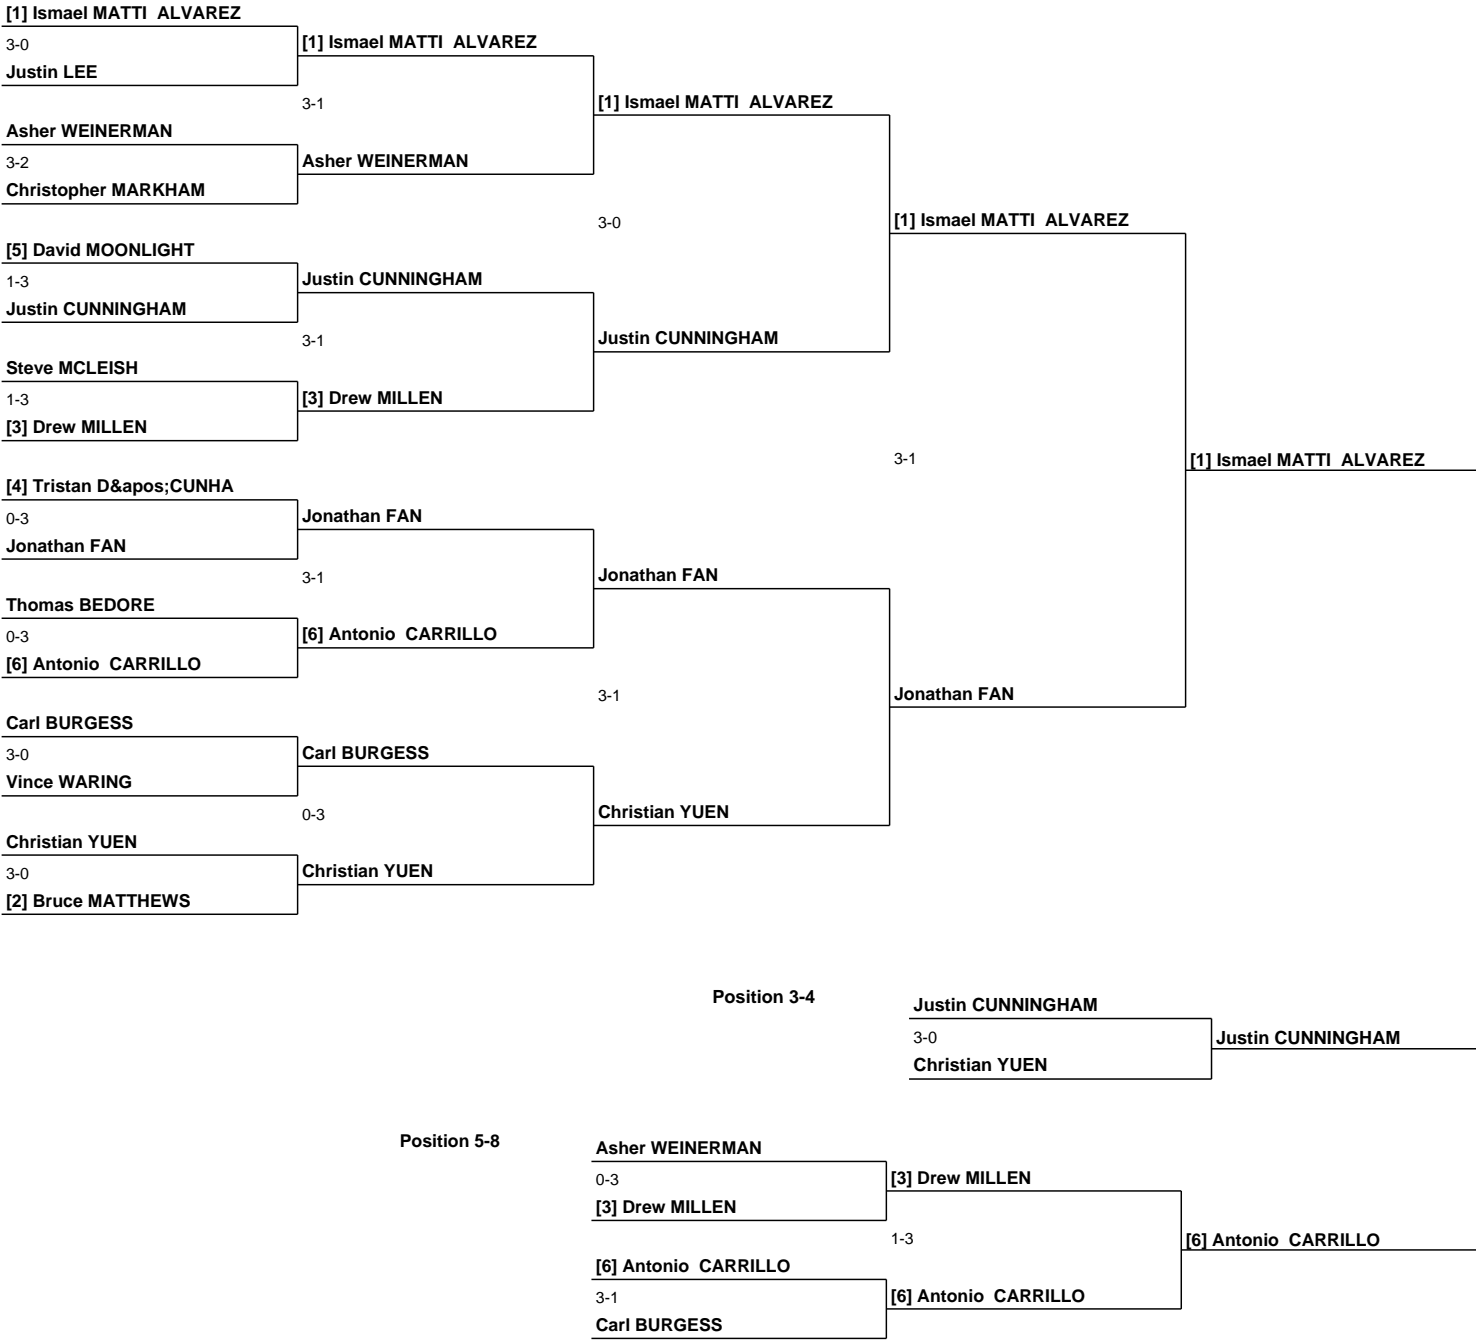 [1] Ismael MATTI  ALVAREZ
3-0
[1] Ismael MATTI  ALVAREZ
Justin LEE
3-1
[1] Ismael MATTI  ALVAREZ
Asher WEINERMAN
3-2
Asher WEINERMAN
Christopher MARKHAM
3-0
[1] Ismael MATTI  ALVAREZ
[5] David MOONLIGHT
1-3
Justin CUNNINGHAM
Justin CUNNINGHAM
3-1
Justin CUNNINGHAM
Steve MCLEISH
1-3
[3] Drew MILLEN
[3] Drew MILLEN
3-1
[1] Ismael MATTI  ALVAREZ
[4] Tristan D&apos;CUNHA
0-3
Jonathan FAN
Jonathan FAN
3-1
Jonathan FAN
Thomas BEDORE
0-3
[6] Antonio  CARRILLO
[6] Antonio  CARRILLO
3-1
Jonathan FAN
Carl BURGESS
3-0
Carl BURGESS
Vince WARING
0-3
Christian YUEN
Christian YUEN
3-0
Christian YUEN
[2] Bruce MATTHEWS
Position 3-4
Justin CUNNINGHAM
3-0
Justin CUNNINGHAM
Christian YUEN
Position 5-8
Asher WEINERMAN
0-3
[3] Drew MILLEN
[3] Drew MILLEN
1-3
[6] Antonio  CARRILLO
[6] Antonio  CARRILLO
3-1
[6] Antonio  CARRILLO
Carl BURGESS